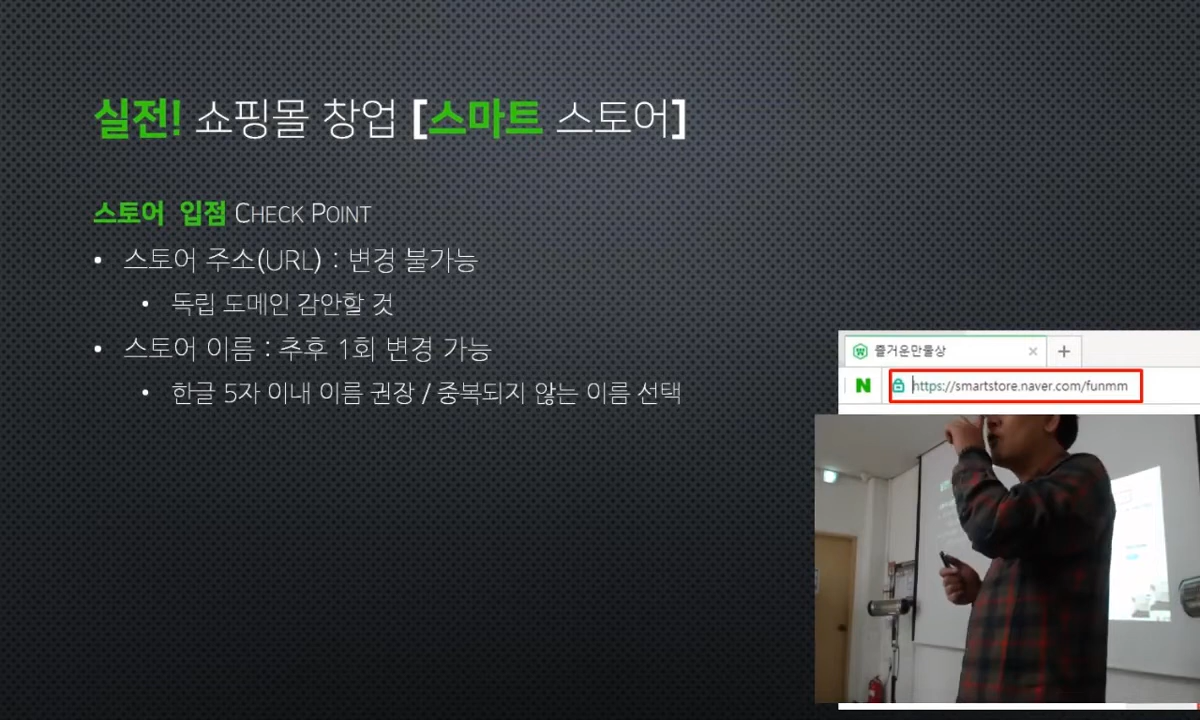 실전! 쇼핑몰 창업 [스마트 스토어]
스토어 입점 CHECK POINT
• 스토어 주소(URL) : 변경 불가능
• 독립 도메인 감안할 것
• 스토어 이름 : 추후 1회 변경 가능
• 한글 5자 이내 이름 권장 / 중복되지 않는 이름 선택
즐거운만물상
N https://smartstore.naver.com/funmm